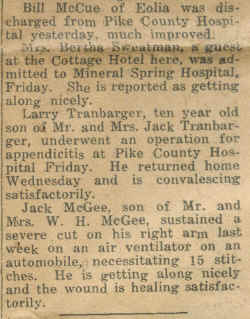 Bill McCue of Eolia was dis-
charged from Pike County Hospi-
tal yesterday, much improved.
Mrs. Bertha Sweatman, a guest
at the Cottage Hotel here, was ad-
mitted to Mineral Spring Hospital,
Friday. She is reported as getting
along nicely.
Larry Tranbarger, ten year old
son of Mr. and Mrs. Jack Tranbar-
ger, underwent an operation for
appendicitis at Pike County Hos-
pital Friday. He returned home
Wednesday and is convalescing
satisfactorily.
Jack McGee, son of Mr. and
Mrs. W. H. McGee, sustained a
severe cut on his right arm last
week on an air ventilator on an
automobile, necessitating 15 stit-
ches. He is getting along nicely
and the wound is healing satisfac-
torily.